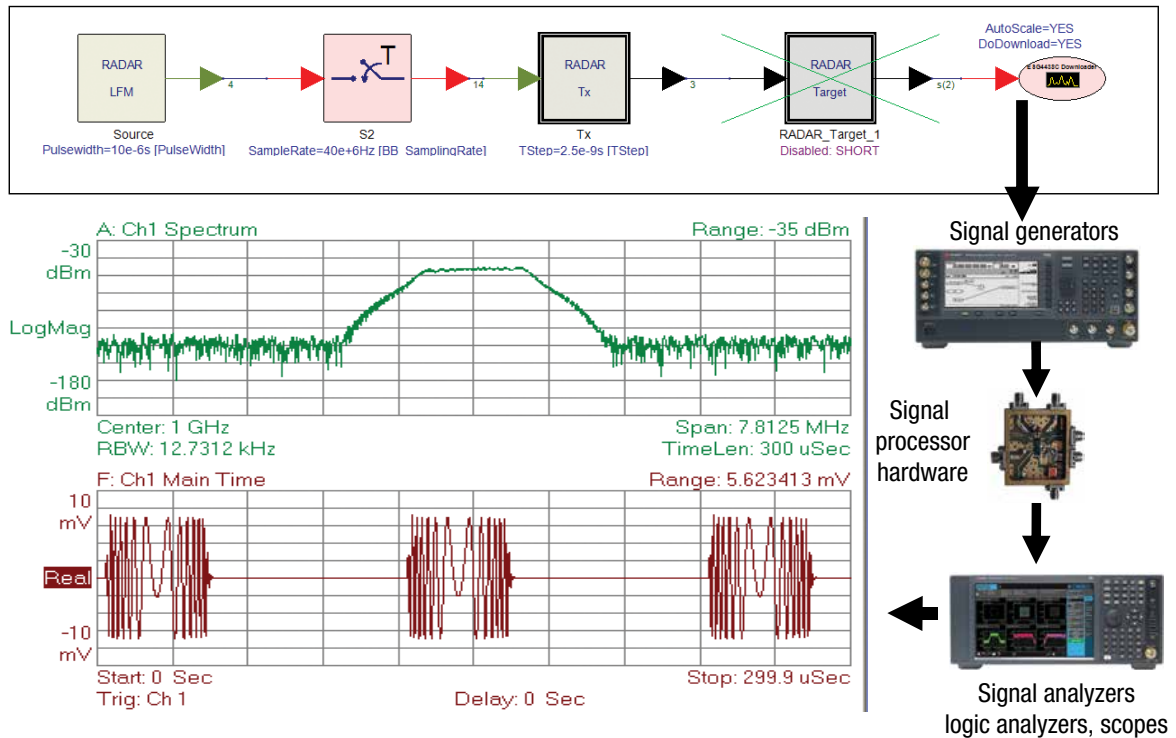 AutoScale=YES
DoDownload=YES
RADAR
LFM
4
T
14
RADAR
Tx
3
RADAR
Target
s(2)
E8G4438C Downloader
Source
Pulsewidth=10e-6s [PulseWidth]
S2
SampleRate=40e+6Hz [BB_SamplingRate]
Tx
TStep=2.5e-9s [TStep]
RADAR_Target_1
Disabled: SHORT
A: Ch1 Spectrum
Range: -35 dBm
-30
dBm
LogMag
-180
dBm
Center: 1 GHz
Span: 7.8125 MHz
RBW: 12.7312 kHz
TimeLen: 300 uSec
F: Ch1 Main Time
Range: 5.623413 mV
10
mV
Real
-10
mV
Start: 0 Sec
Stop: 299.9 uSec
Trig: Ch 1
Delay: 0 Sec
Signal generators
Signal
processor
hardware
Signal analyzers
logic analyzers, scopes